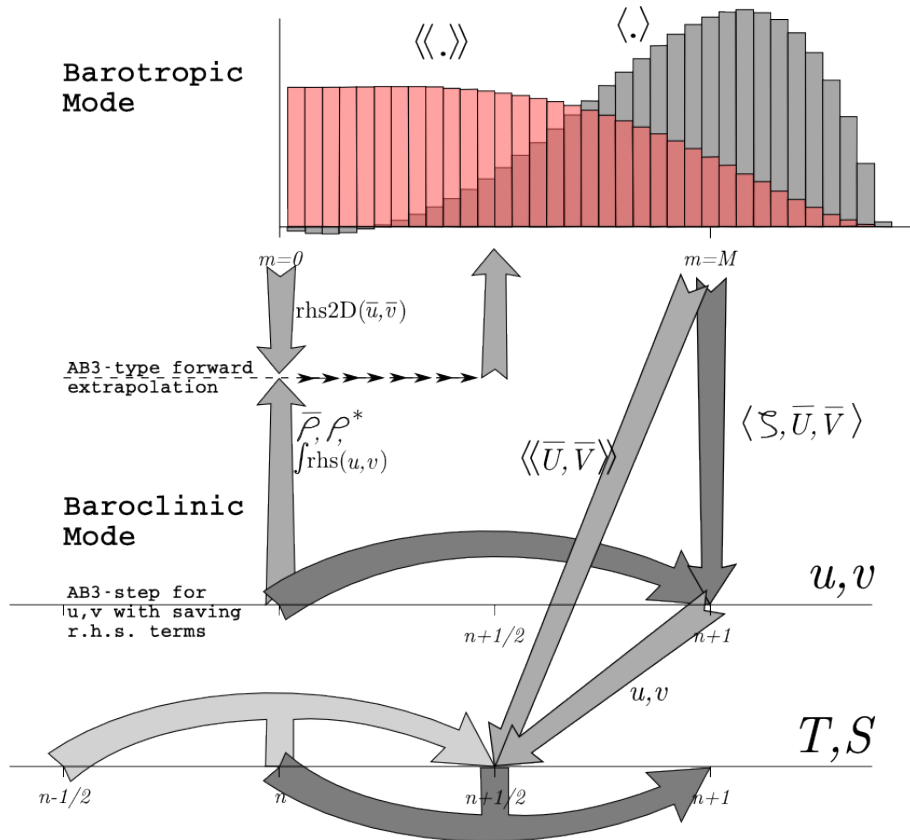 ⟨⟨.⟩⟩
⟨.⟩
Barotropic
Mode
m=0
m=M
rhs2D(u̅,v̅)
AB3-type forward
extrapolation
ρ̅, ρ*,
∫rhs(u,v)
⟨⟨U̅,V̅⟩⟩
⟨ζ,U̅,V̅⟩
Baroclinic
Mode
AB3-step for
u,v with saving
r.h.s. terms
u,v
n+1/2
n+1
u,v
T,S
n-1/2
n
n+1/2
n+1